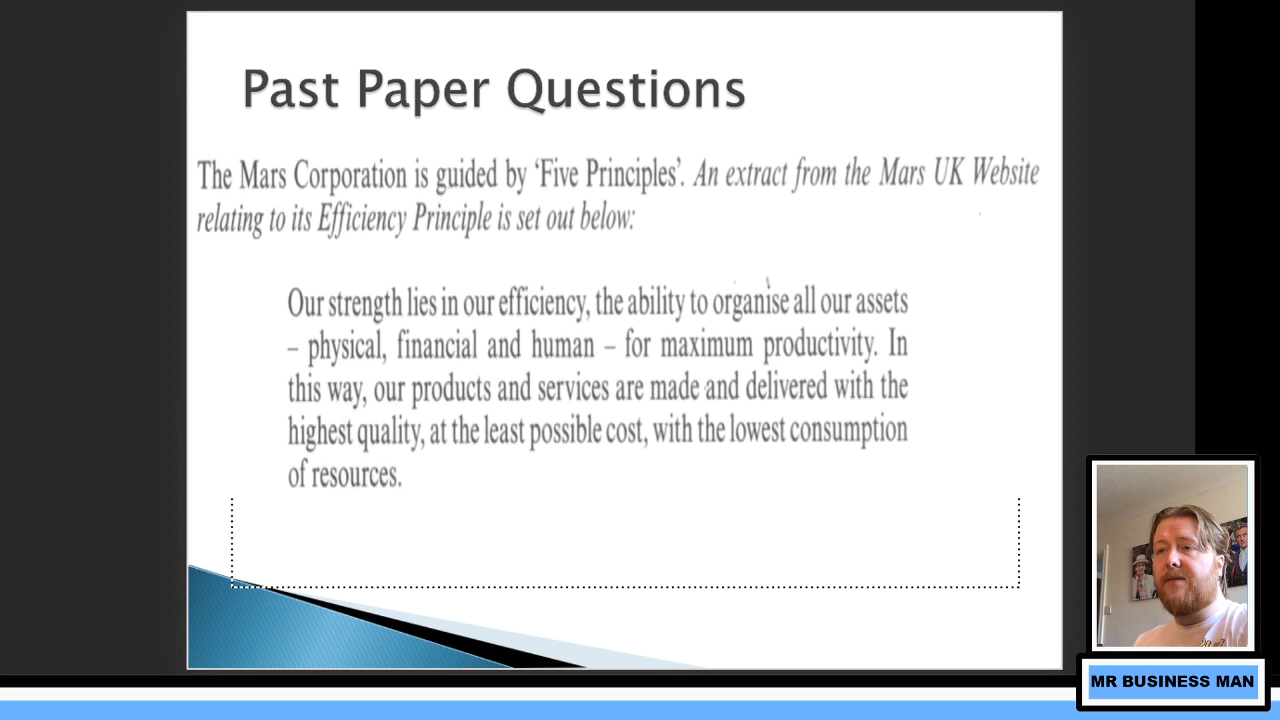 Past Paper Questions
The Mars Corporation is guided by ‘Five Principles’. An extract from the Mars UK Website
relating to its Efficiency Principle is set out below:
Our strength lies in our efficiency, the ability to organise all our assets
– physical, financial and human – for maximum productivity. In
this way, our products and services are made and delivered with the
highest quality, at the least possible cost, with the lowest consumption
of resources.
MR BUSINESS MAN